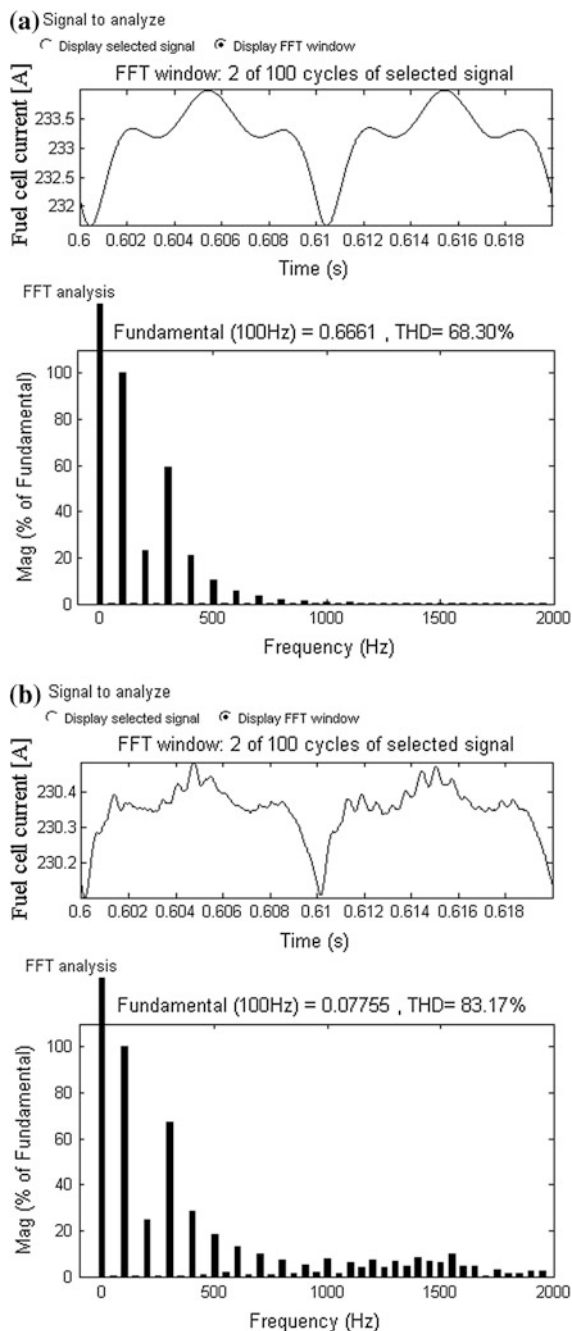 (a) Signal to analyze
Display selected signal Display FFT window
FFT window: 2 of 100 cycles of selected signal
Fuel cell current [A]
233.5
233
232.5
232
0.6 0.602 0.604 0.606 0.608 0.61 0.612 0.614 0.616 0.618
Time (s)
FFT analysis
Fundamental (100Hz) = 0.6661 , THD= 68.30%
Mag (% of Fundamental)
100
80
60
40
20
0
0 500 1000 1500 2000
Frequency (Hz)
(b) Signal to analyze
Display selected signal Display FFT window
FFT window: 2 of 100 cycles of selected signal
Fuel cell current [A]
230.4
230.3
230.2
0.6 0.602 0.604 0.606 0.608 0.61 0.612 0.614 0.616 0.618
Time (s)
FFT analysis
Fundamental (100Hz) = 0.07755 , THD= 83.17%
Mag (% of Fundamental)
100
80
60
40
20
0
0 500 1000 1500 2000
Frequency (Hz)